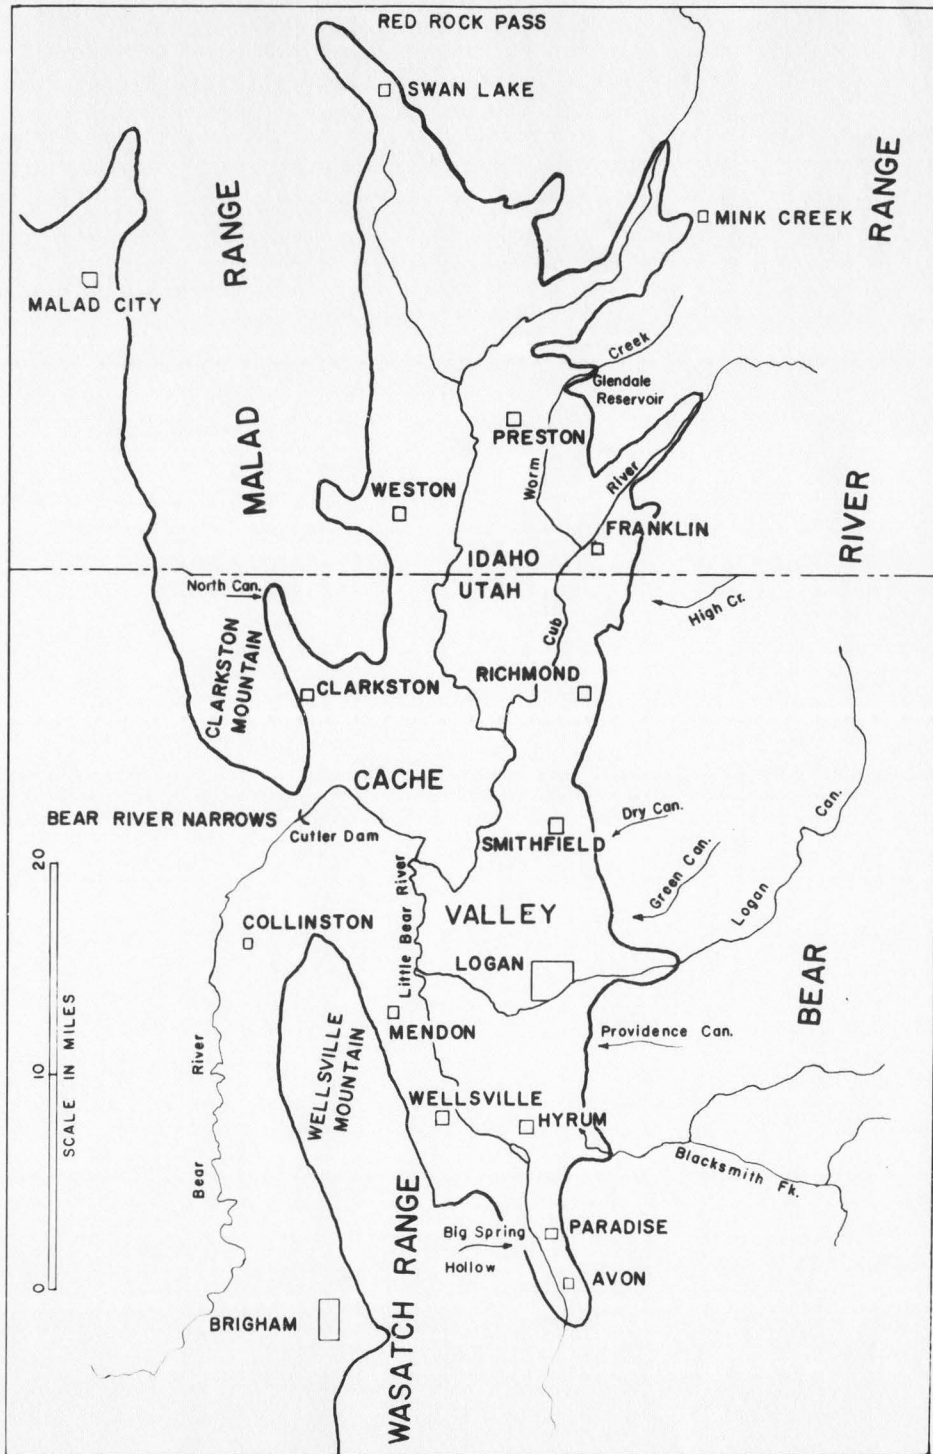 RED ROCK PASS
SWAN LAKE
RANGE
RANGE
MINK CREEK
MALAD CITY
Creek
Glendale
Reservoir
MALAD
PRESTON
WESTON
Worm
River
RIVER
FRANKLIN
IDAHO
UTAH
North Can.
High Cr.
Cub
CLARKSTON
MOUNTAIN
CLARKSTON
RICHMOND
CACHE
BEAR RIVER NARROWS
Cutler Dam
Dry Can.
SMITHFIELD
Green Can.
Logan Can.
20
Little Bear River
VALLEY
COLLINSTON
LOGAN
BEAR
MENDON
Providence Can.
SCALE IN MILES
10
Bear River
WELLSVILLE
MOUNTAIN
WELLSVILLE
HYRUM
Blacksmith Fk.
WASATCH RANGE
Big Spring
Hollow
PARADISE
AVON
0
BRIGHAM